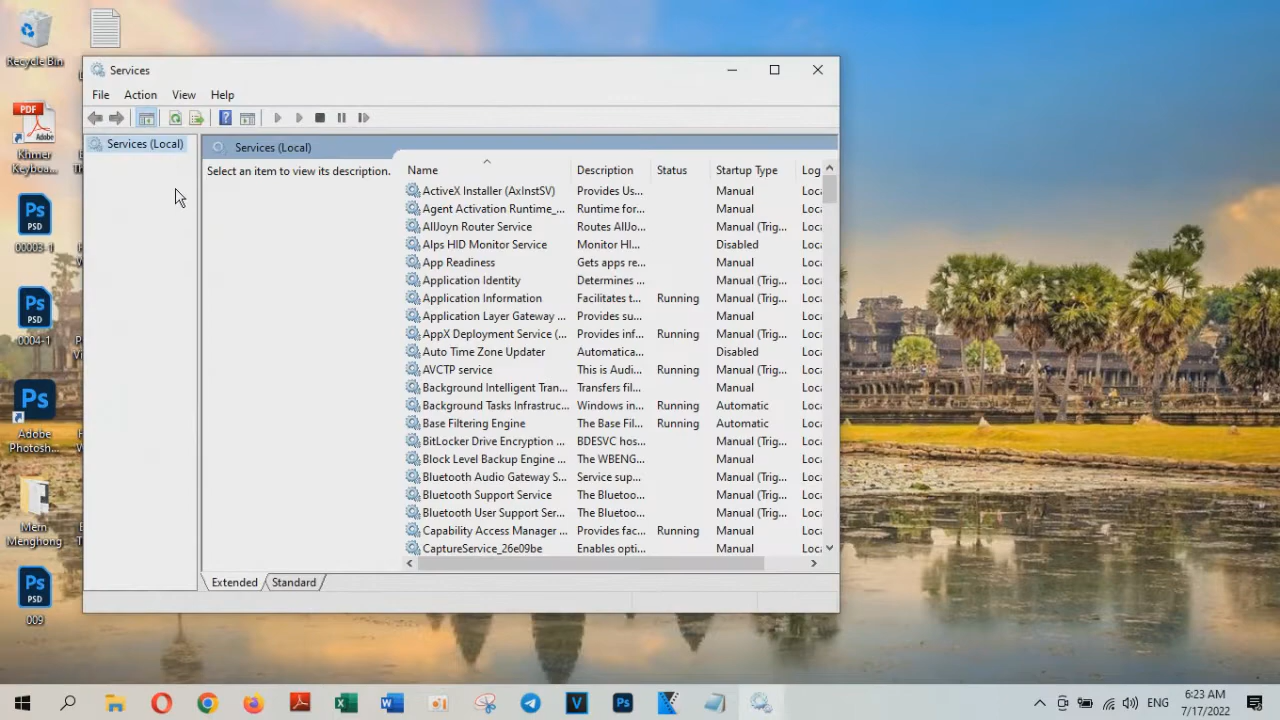 Recycle Bin
PDF
Adobe
Khmer
Keyboa...
Ps
PSD
00003-1
Ps
PSD
0004-1
Ps
Adobe
Photosh...
Mem
Menghong
Ps
PSD
009
Services
File Action View Help
Services (Local)
Services (Local)
Select an item to view its description.
Name Description Status Startup Type Log
ActiveX Installer (AxInstSV) Provides Us... Manual Loca
Agent Activation Runtime_... Runtime for... Manual Loca
AllJoyn Router Service Routes AllJo... Manual (Trig... Loca
Alps HID Monitor Service Monitor HI... Disabled Loca
App Readiness Gets apps re... Manual Loca
Application Identity Determines ... Manual (Trig... Loca
Application Information Facilitates t... Running Manual (Trig... Loca
Application Layer Gateway ... Provides su... Manual Loca
AppX Deployment Service (... Provides inf... Running Manual (Trig... Loca
Auto Time Zone Updater Automatica... Disabled Loca
AVCTP service This is Audi... Running Manual (Trig... Loca
Background Intelligent Tran... Transfers fil... Manual Loca
Background Tasks Infrastruc... Windows in... Running Automatic Loca
Base Filtering Engine The Base Fil... Running Automatic Loca
BitLocker Drive Encryption ... BDESVC hos... Manual (Trig... Loca
Block Level Backup Engine ... The WBENG... Manual Loca
Bluetooth Audio Gateway S... Service sup... Manual (Trig... Loca
Bluetooth Support Service The Bluetoo... Manual (Trig... Loca
Bluetooth User Support Ser... The Bluetoo... Manual (Trig... Loca
Capability Access Manager ... Provides fac... Running Manual Loca
CaptureService_26e09be Enables opti... Manual Loca
Extended Standard
ENG
6:23 AM
7/17/2022